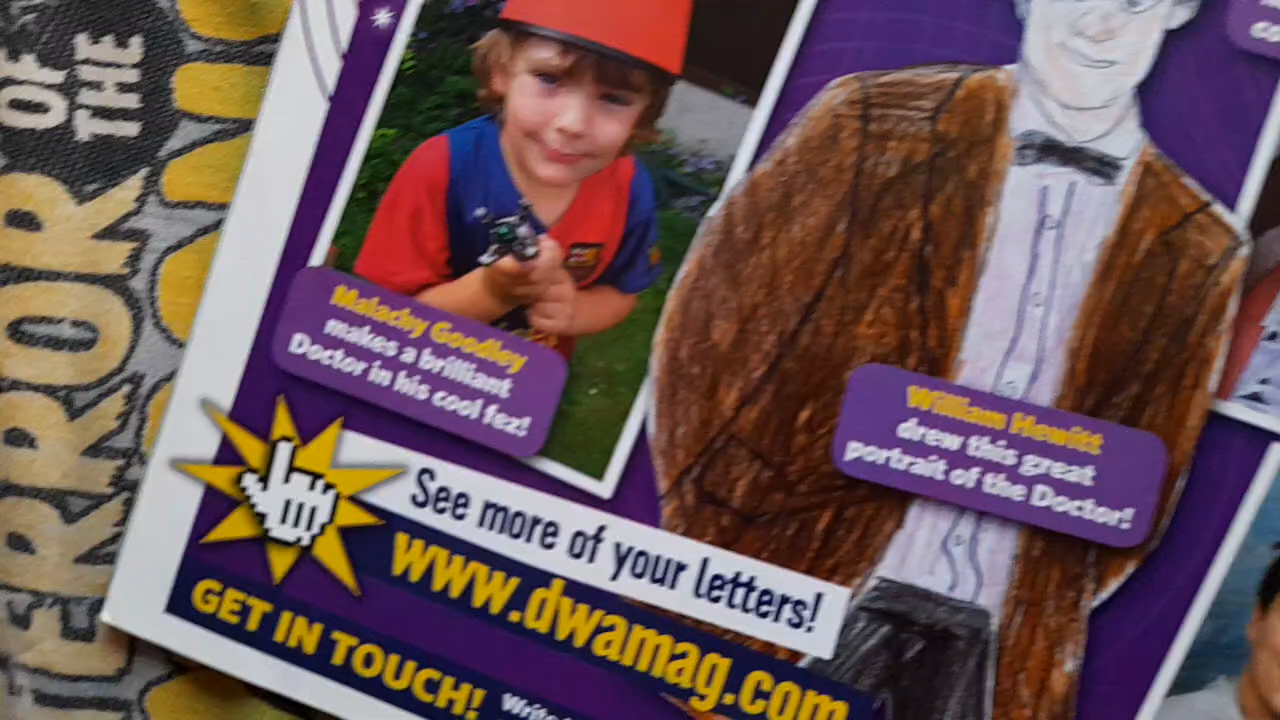 OF
THE
TERROR
Malachy Goodley
makes a brilliant
Doctor in his cool fez!
William Hewitt
drew this great
portrait of the Doctor!
See more of your letters!
www.dwamag.com
GET IN TOUCH!